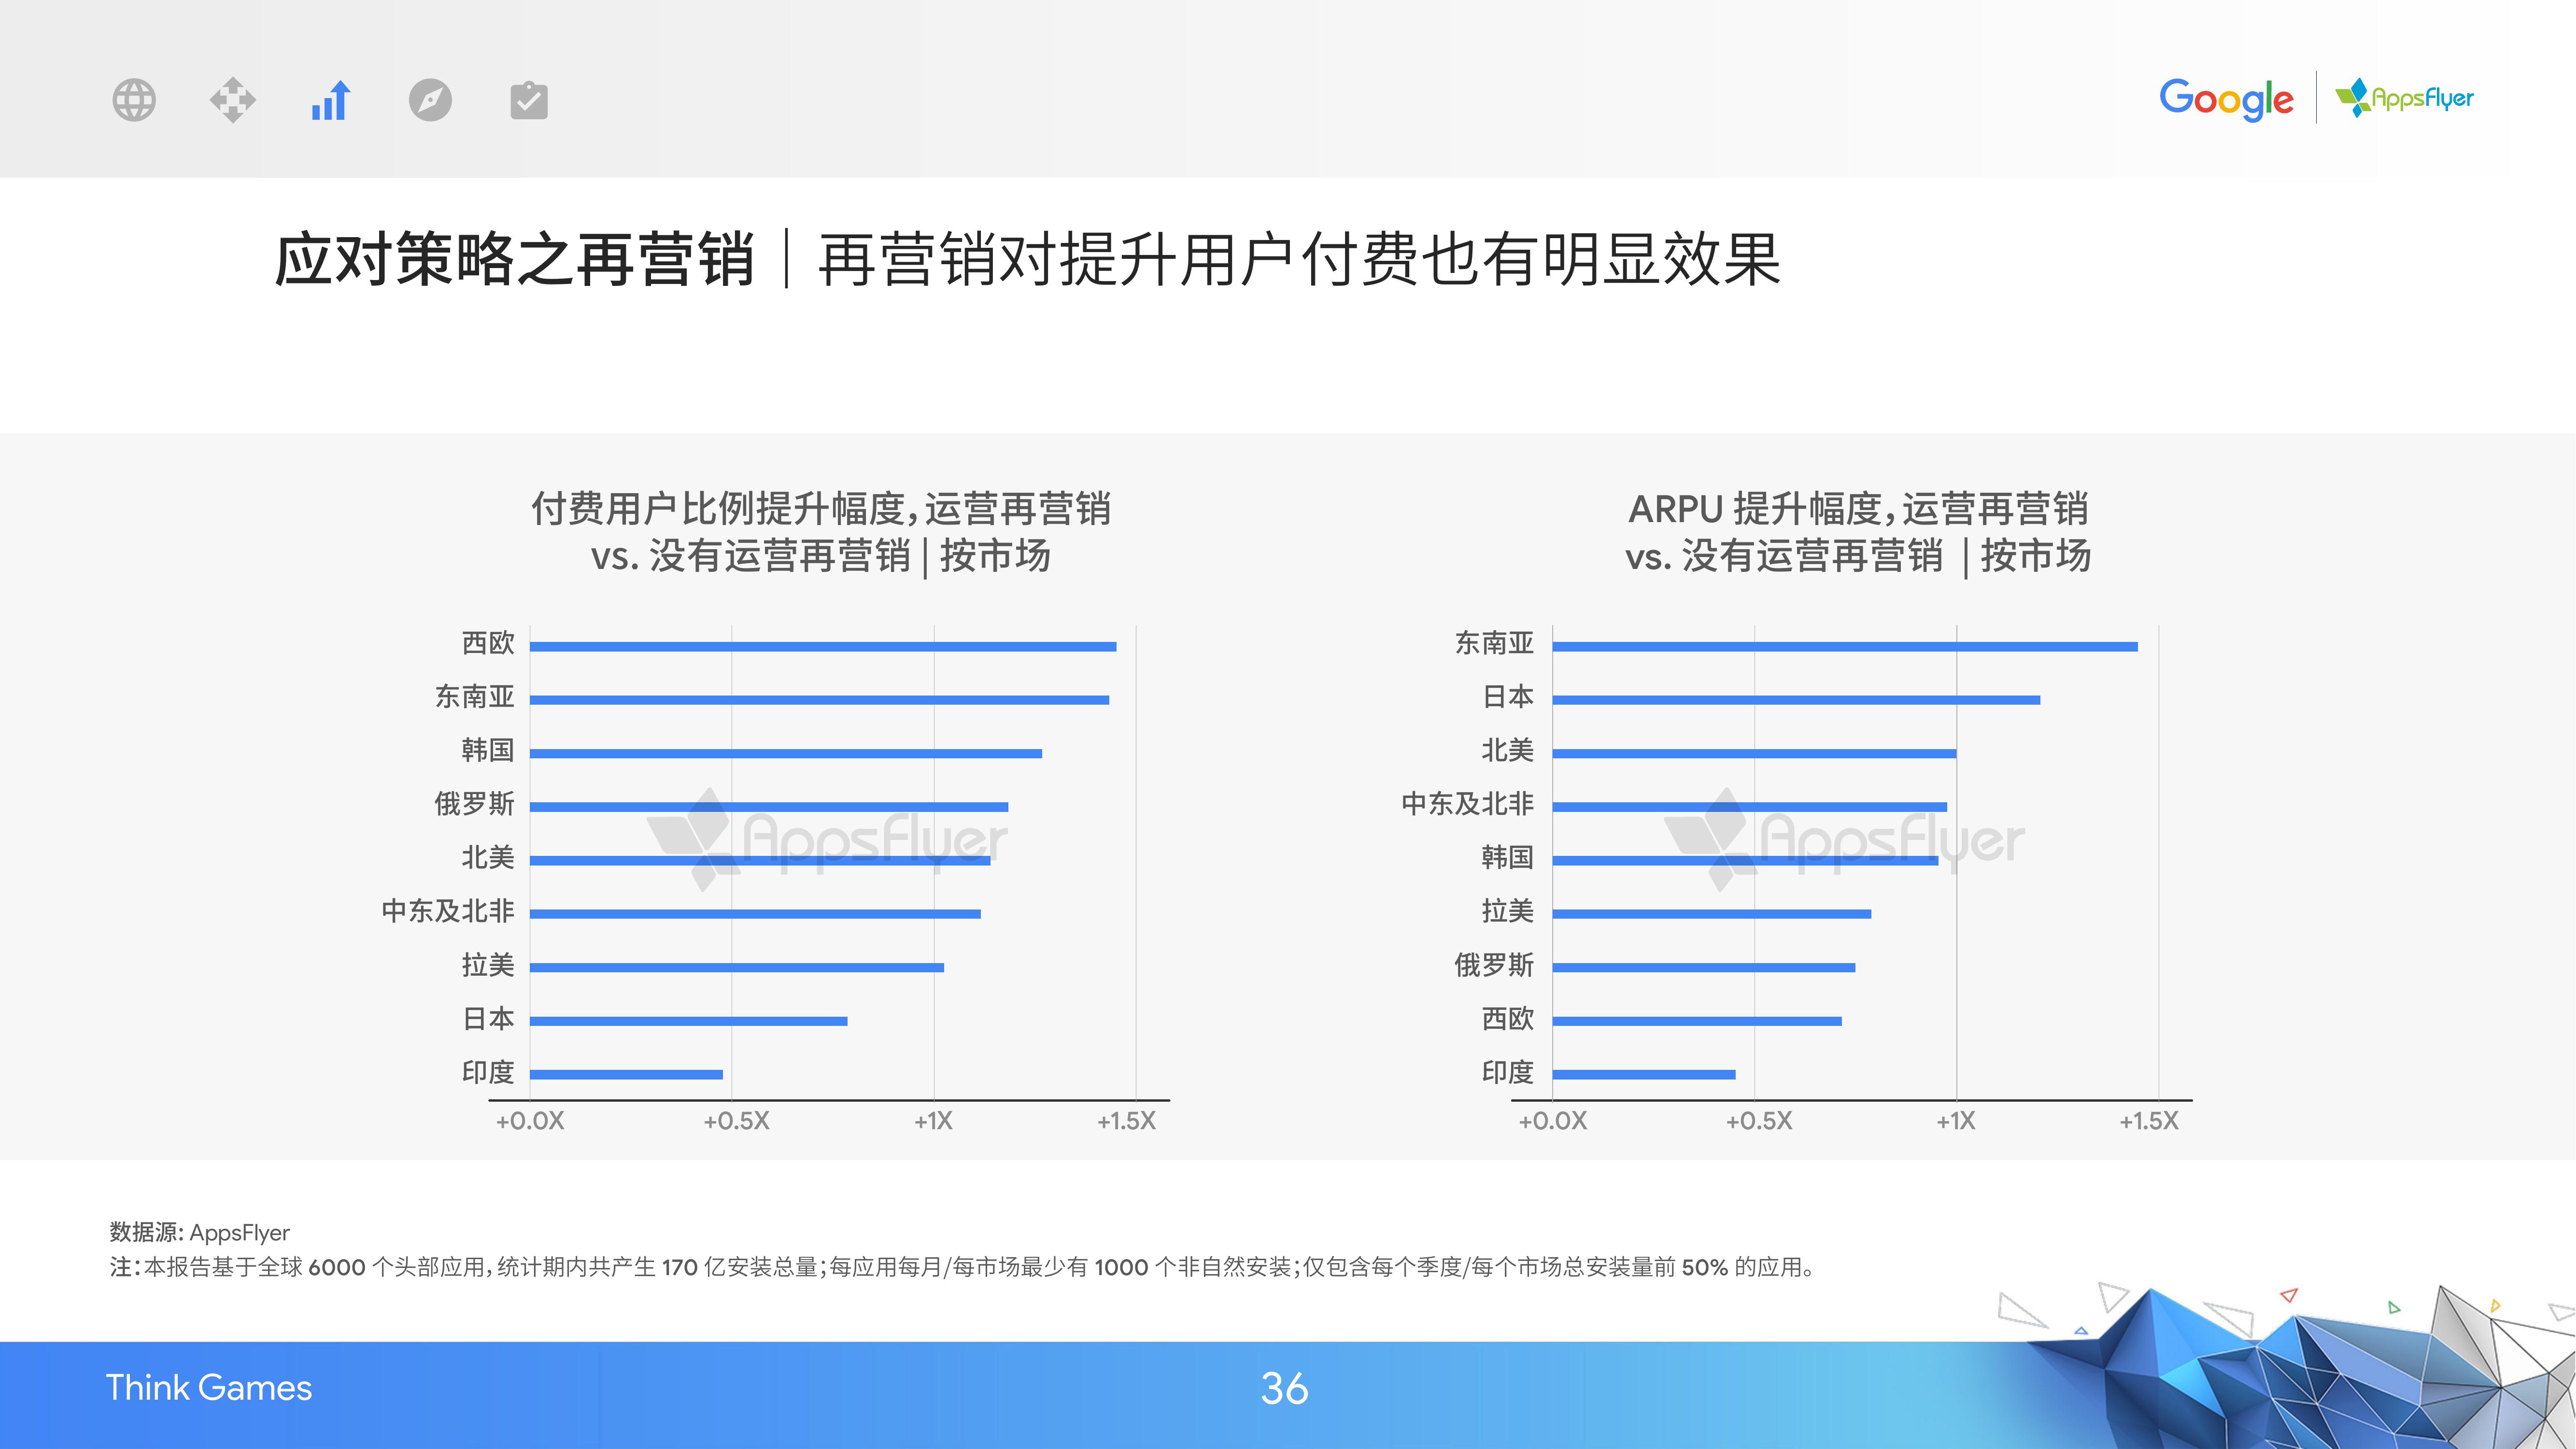 Google | AppsFlyer
应对策略之再营销｜再营销对提升用户付费也有明显效果
付费用户比例提升幅度，运营再营销
vs. 没有运营再营销 | 按市场
西欧
东南亚
韩国
俄罗斯
北美
中东及北非
拉美
日本
印度
+0.0X +0.5X +1X +1.5X
AppsFlyer
ARPU 提升幅度，运营再营销
vs. 没有运营再营销 | 按市场
东南亚
日本
北美
中东及北非
韩国
拉美
俄罗斯
西欧
印度
+0.0X +0.5X +1X +1.5X
AppsFlyer
数据源: AppsFlyer
注：本报告基于全球 6000 个头部应用，统计期内共产生 170 亿安装总量；每应用每月/每市场最少有 1000 个非自然安装；仅包含每个季度/每个市场总安装量前 50% 的应用。
Think Games
36